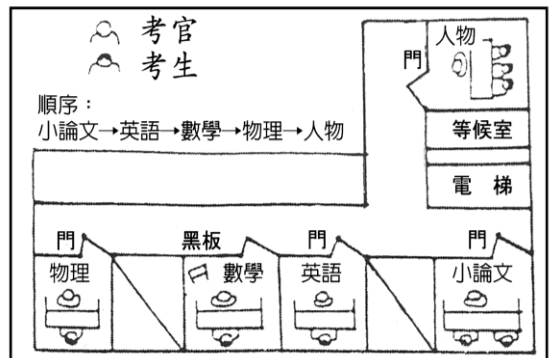 考官
考生
順序：
小論文→英語→數學→物理→人物
人物
門
等候室
電梯
門
黑板
門
門
物理
數學
英語
小論文